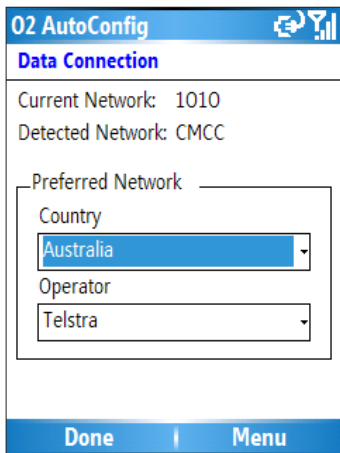 O2 AutoConfig
Data Connection
Current Network: 1010
Detected Network: CMCC
Preferred Network
Country
Australia
Operator
Telstra
Done Menu